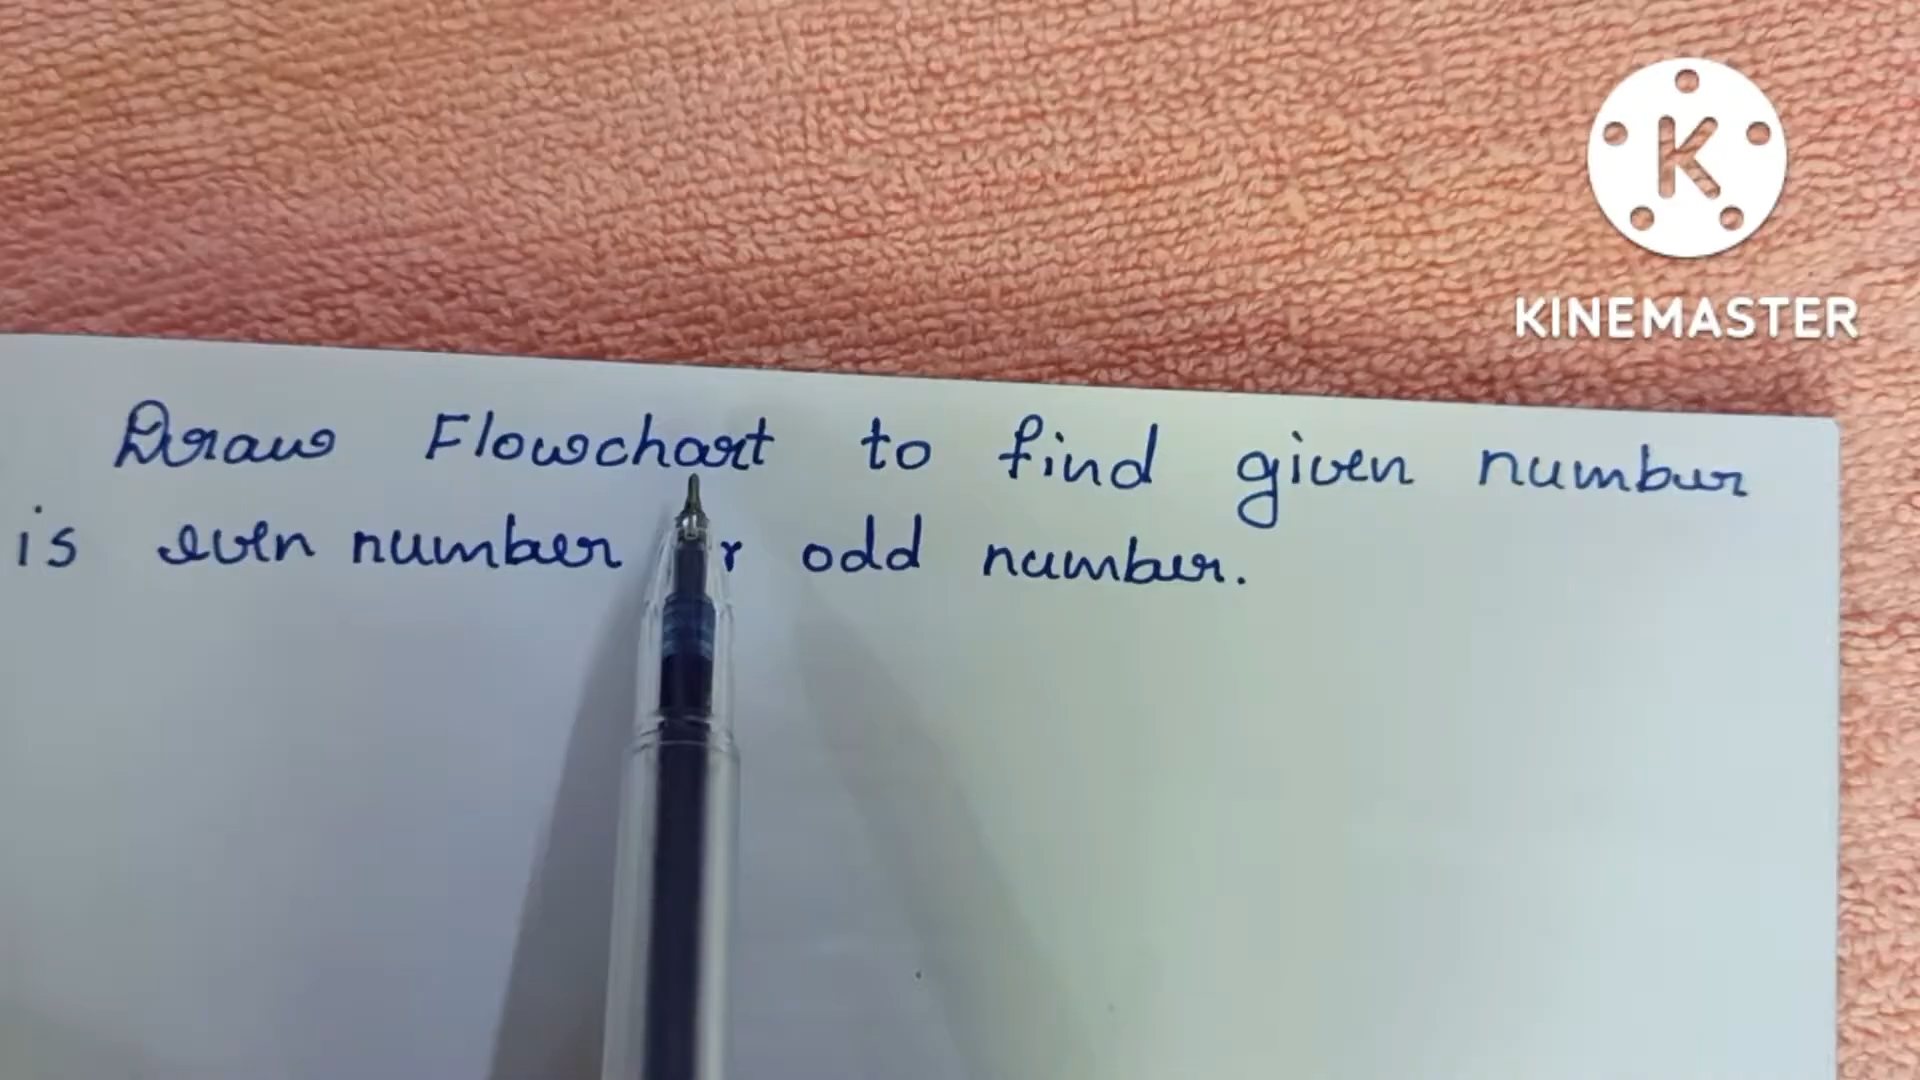 KINEMASTER
Draw Flowchart to find given number
is even number r odd number.